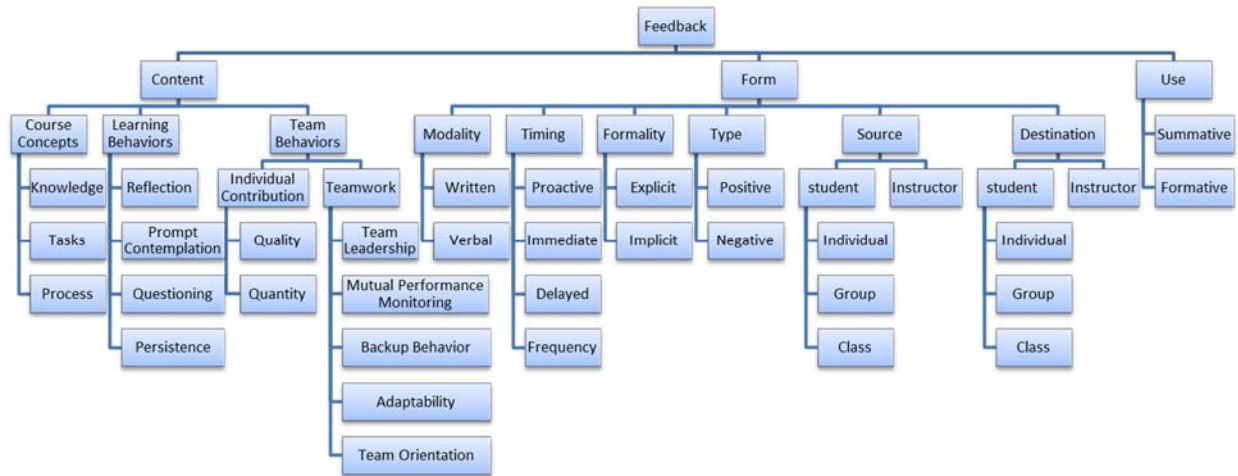 Feedback
Content
Form
Use
Course
Concepts
Learning
Behaviors
Team
Behaviors
Modality
Timing
Formality
Type
Source
Destination
Summative
Knowledge
Reflection
Individual
Contribution
Teamwork
Written
Proactive
Explicit
Positive
student
Instructor
student
Instructor
Formative
Tasks
Prompt
Contemplation
Quality
Team
Leadership
Verbal
Immediate
Implicit
Negative
Individual
Individual
Process
Questioning
Quantity
Mutual Performance
Monitoring
Delayed
Group
Group
Persistence
Backup Behavior
Frequency
Class
Class
Adaptability
Team Orientation